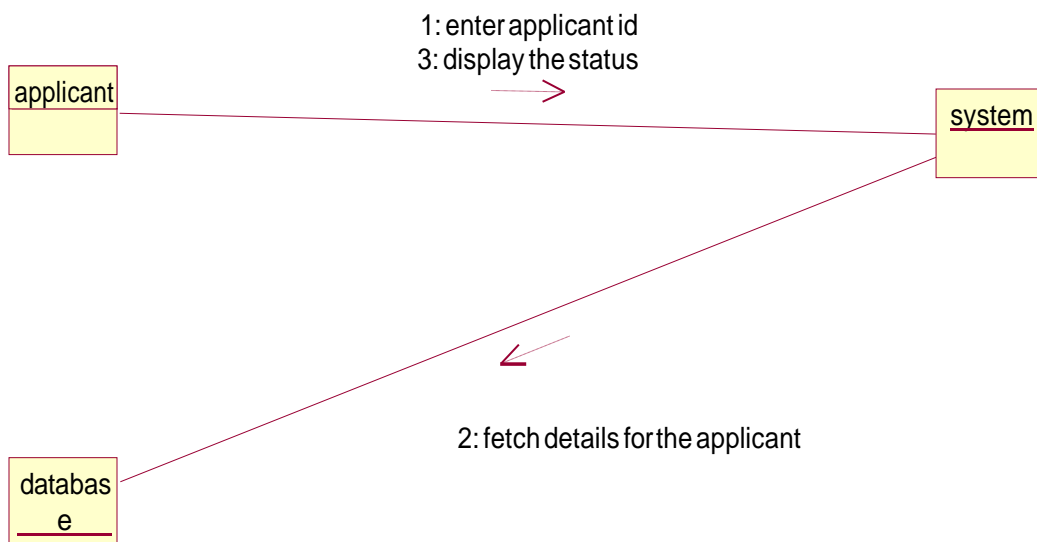 1: enter applicant id
3: display the status
applicant
system
2: fetch details for the applicant
databas
e